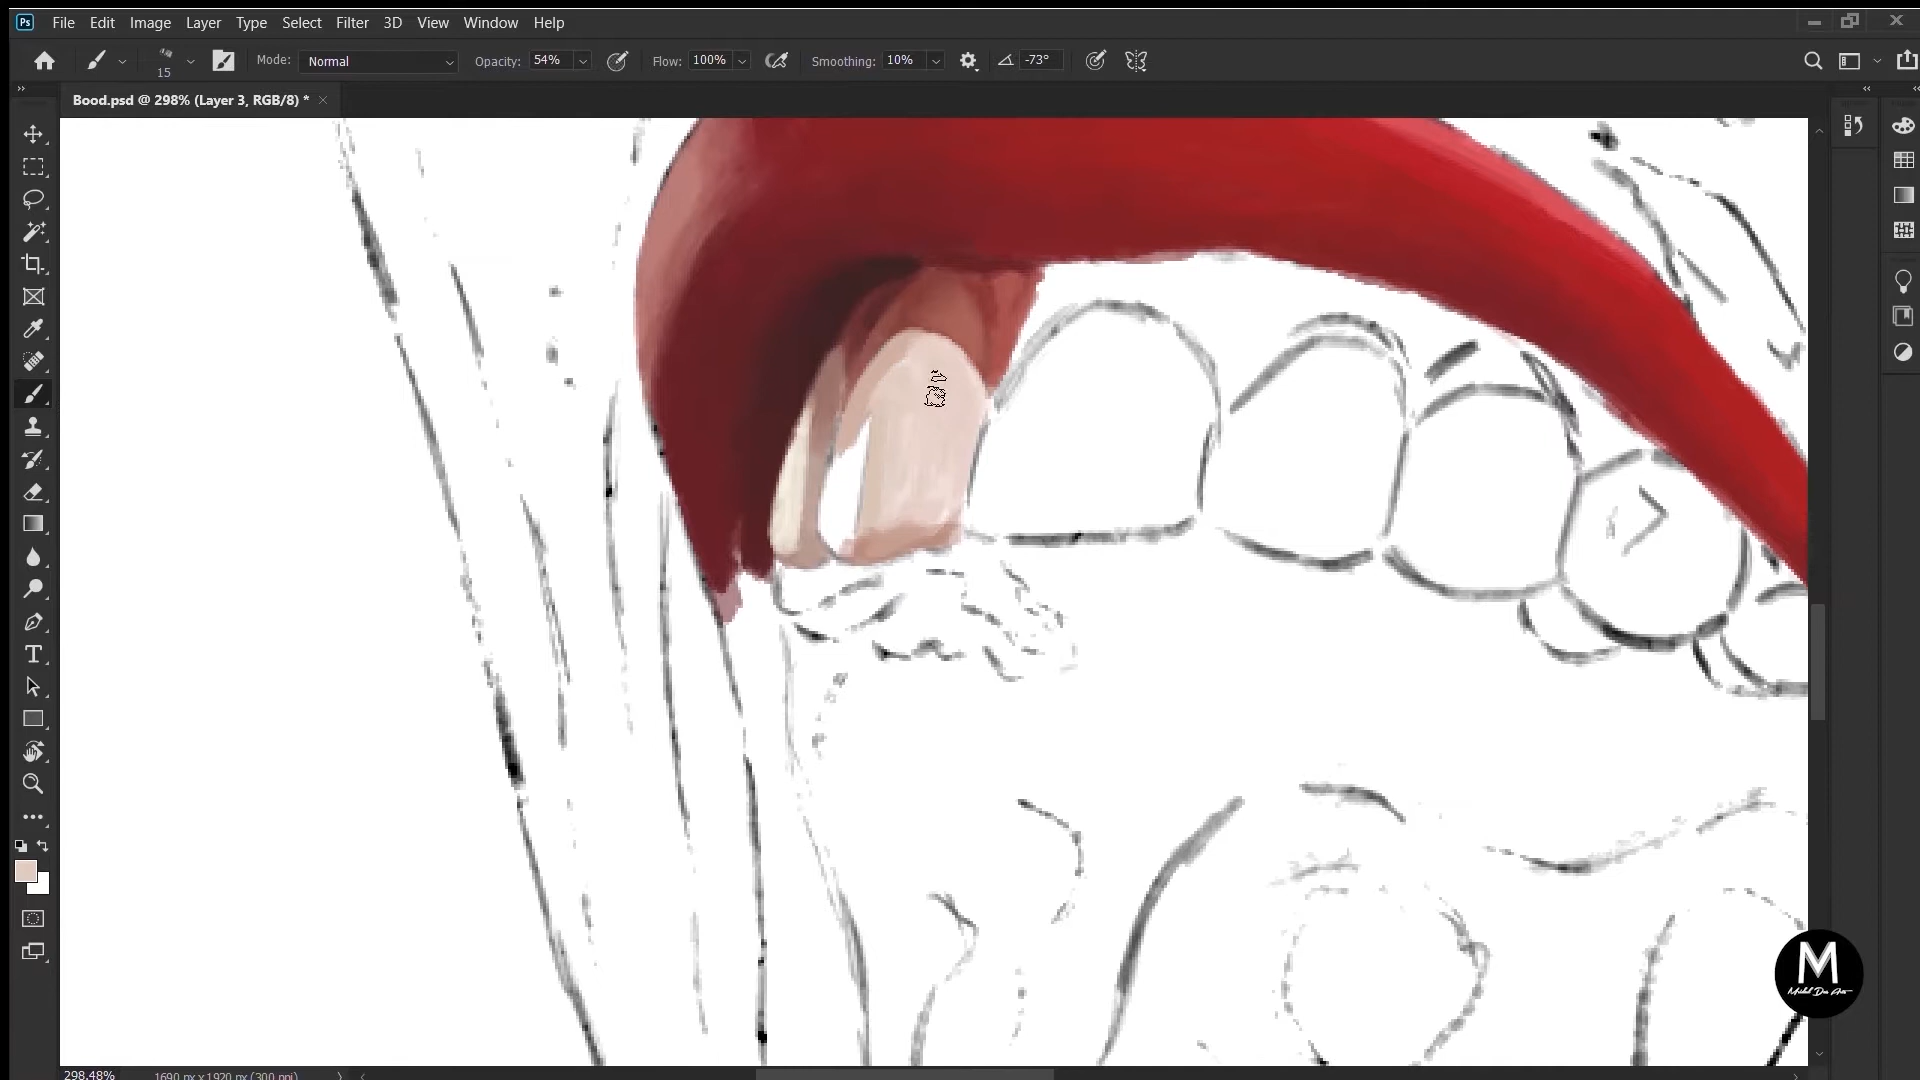 Ps File Edit Image Layer Type Select Filter 3D View Window Help
15 Mode: Normal Opacity: 54% Flow: 100% Smoothing: 10% -73°
Bood.psd @ 298% (Layer 3, RGB/8) *
T
M
298.48% 1690 px x 1920 px (300 ppi)